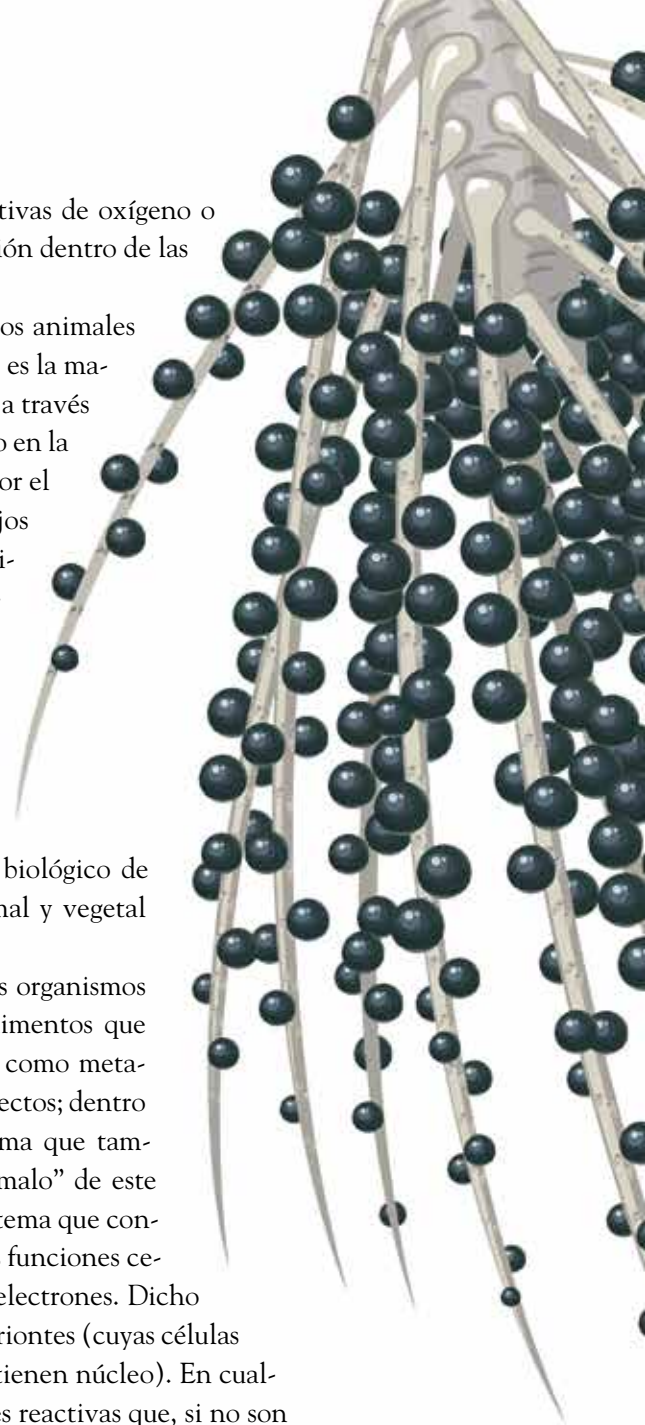 tivas de oxígeno o
ión dentro de las
os animales
es la ma-
a través
o en la
or el
jos
i-
biológico de
nal y vegetal
s organismos
imentos que
como meta-
ectos; dentro
ma que tam-
malo” de este
tema que con-
s funciones ce-
electrones. Dicho
riontes (cuyas células
tienen núcleo). En cual-
es reactivas que, si no son